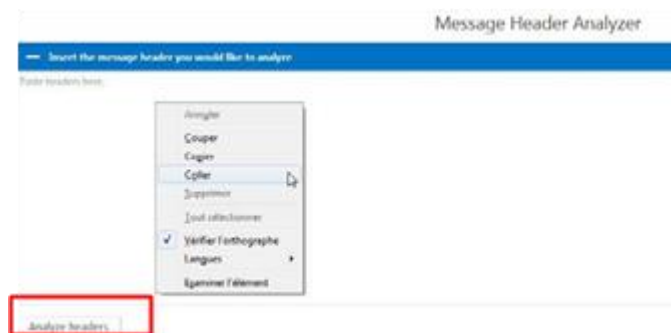 Message Header Analyzer
Insert the message header you would like to analyze
Paste headers here.
Annuler
Couper
Copier
Coller
Supprimer
Tout sélectionner
Vérifier l'orthographe
Langues
Examiner l'élément
Analyze headers